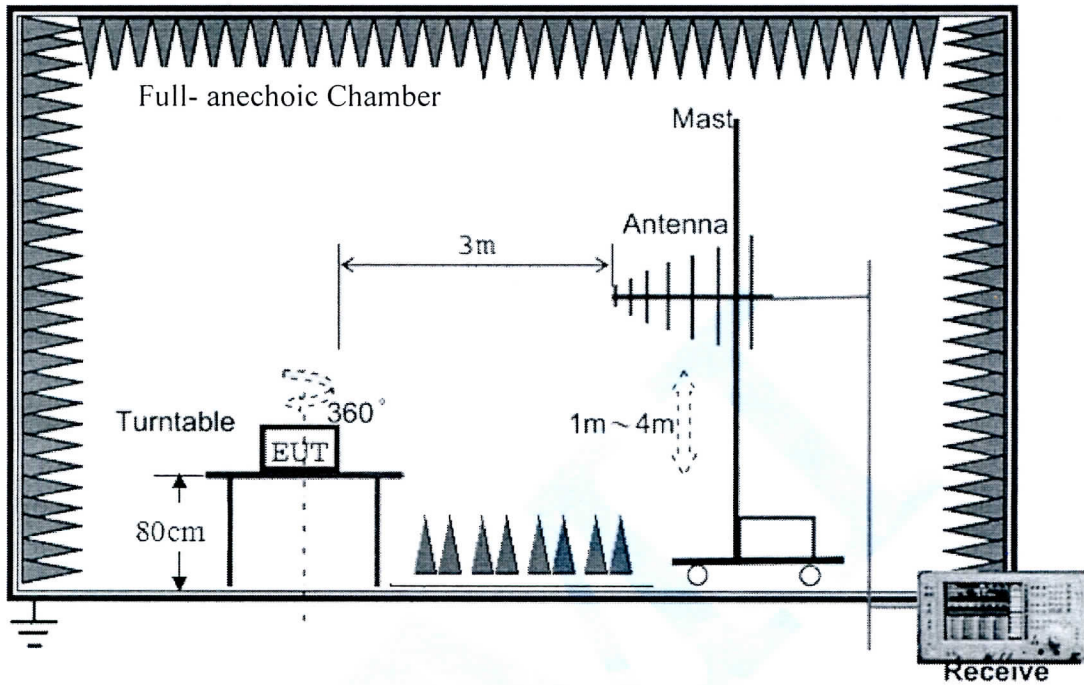 Full- anechoic Chamber
Mast
Antenna
3m
360°
Turntable
EUT
1m～4m
80cm
Receive